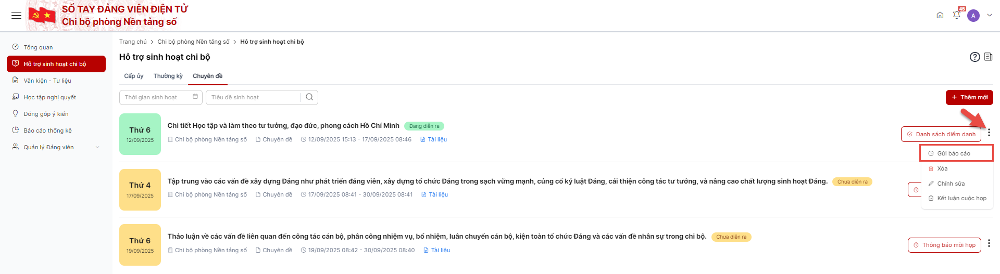 SỔ TAY ĐẢNG VIÊN ĐIỆN TỬ
Chi bộ phòng Nền tảng số
45
A
Tổng quan
Hỗ trợ sinh hoạt chi bộ
Văn kiện - Tư liệu
Học tập nghị quyết
Đóng góp ý kiến
Báo cáo thống kê
Quản lý Đảng viên
Trang chủ > Chi bộ phòng Nền tảng số > Hỗ trợ sinh hoạt chi bộ
Hỗ trợ sinh hoạt chi bộ
Cấp ủy Thường kỳ Chuyên đề
Thời gian sinh hoạt Tiêu đề sinh hoạt
+ Thêm mới
Thứ 6
12/09/2025
Chi tiết Học tập và làm theo tư tưởng, đạo đức, phong cách Hồ Chí Minh Đang diễn ra
Chi bộ phòng Nền tảng số Chuyên đề 12/09/2025 15:13 - 17/09/2025 08:46 Tài liệu
Danh sách điểm danh
Gửi báo cáo
Xóa
Chỉnh sửa
Kết luận cuộc họp
Thứ 4
17/09/2025
Tập trung vào các vấn đề xây dựng Đảng như phát triển đảng viên, xây dựng tổ chức Đảng trong sạch vững mạnh, củng cố kỷ luật Đảng, cải thiện công tác tư tưởng, và nâng cao chất lượng sinh hoạt Đảng. Chưa diễn ra
Chi bộ phòng Nền tảng số Chuyên đề 17/09/2025 08:41 - 30/09/2025 08:41 Tài liệu
Thứ 6
19/09/2025
Thảo luận về các vấn đề liên quan đến công tác cán bộ, phân công nhiệm vụ, bổ nhiệm, luân chuyển cán bộ, kiện toàn tổ chức Đảng và các vấn đề nhân sự trong chi bộ. Chưa diễn ra
Chi bộ phòng Nền tảng số Chuyên đề 19/09/2025 08:42 - 30/09/2025 08:40 Tài liệu
Thông báo mời họp